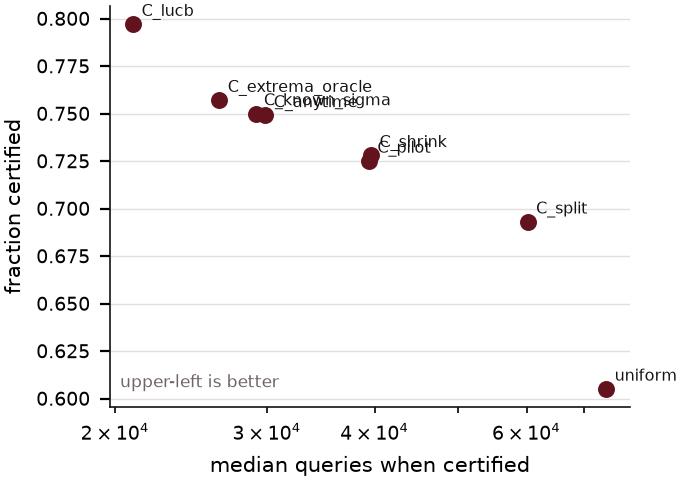 C_lucb
0.800
C_extrema_oracle
0.775
C_known_sigma
C_anytime
0.750
C_shrink
C_pilot
0.725
C_split
0.700
0.675
0.650
0.625
uniform
upper-left is better
0.600
fraction certified
2 × 10⁴
3 × 10⁴
4 × 10⁴
6 × 10⁴
median queries when certified